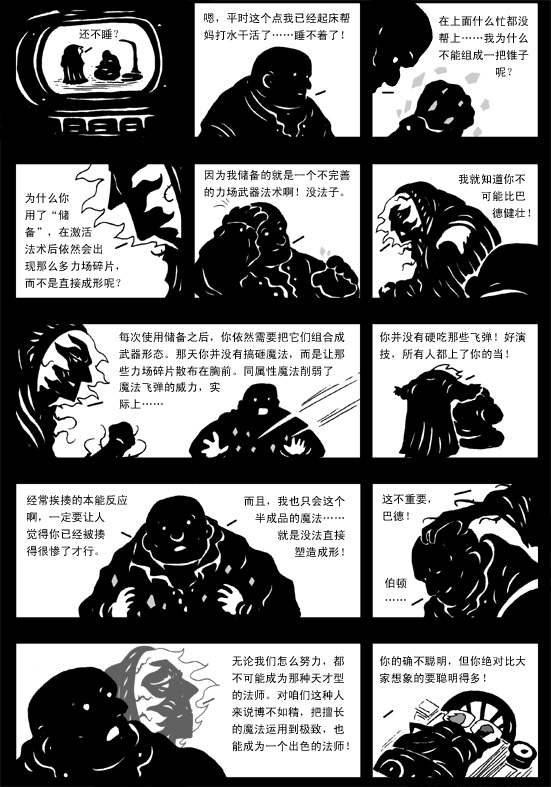 还不睡？
嗯，平时这个点我已经起床帮
妈打水干活了……睡不着了！
在上面什么忙都没
帮上……我为什么
不能组成一把锥子
呢？
为什么你
用了“储
备”，在激活
法术后依然会出
现那么多力场碎片，
而不是直接成形呢？
因为我储备的就是一个不完善
的力场武器法术啊！没法子。
我就知道你不
可能比巴
德健壮！
每次使用储备之后，你依然需要把它们组合成
武器形态。那天你并没有搞砸魔法，而是让那
些力场碎片散布在胸前。同属性魔法削弱了
魔法飞弹的威力，实
际上……
你并没有硬吃那些飞弹！好演
技，所有人都上了你的当！
经常挨揍的本能反应
啊，一定要让人
觉得你已经被揍
得很惨了才行。
而且，我也只会这个
半成品的魔法……
就是没法直接
塑造成形！
这不重要，
巴德！
伯顿
……
无论我们怎么努力，都
不可能成为那种天才型
的法师。对咱们这种人
来说博不如精，把擅长
的魔法运用到极致，也
能成为一个出色的法师！
你的确不聪明，但你绝对比大
家想象的要聪明得多！